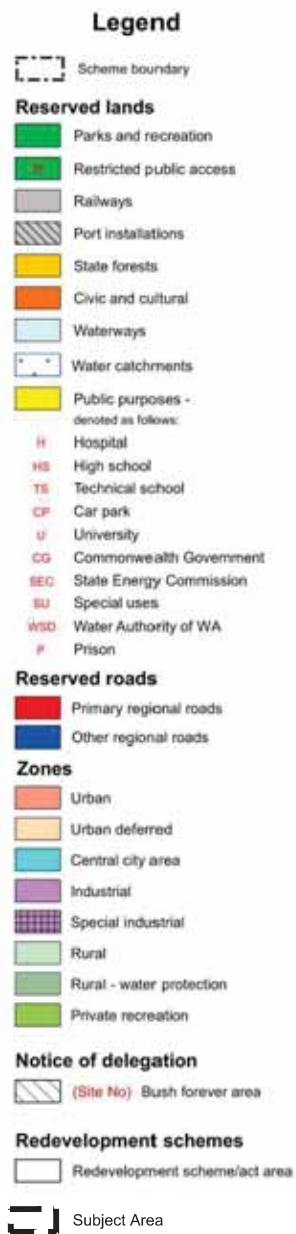 Legend
Scheme boundary
Reserved lands
Parks and recreation
R Restricted public access
Railways
Port installations
State forests
Civic and cultural
Waterways
Water catchments
Public purposes -
denoted as follows:
H Hospital
HS High school
TS Technical school
CP Car park
U University
CG Commonwealth Government
SEC State Energy Commission
SU Special uses
WSD Water Authority of WA
P Prison
Reserved roads
Primary regional roads
Other regional roads
Zones
Urban
Urban deferred
Central city area
Industrial
Special industrial
Rural
Rural - water protection
Private recreation
Notice of delegation
(Site No) Bush forever area
Redevelopment schemes
Redevelopment scheme/act area
Subject Area